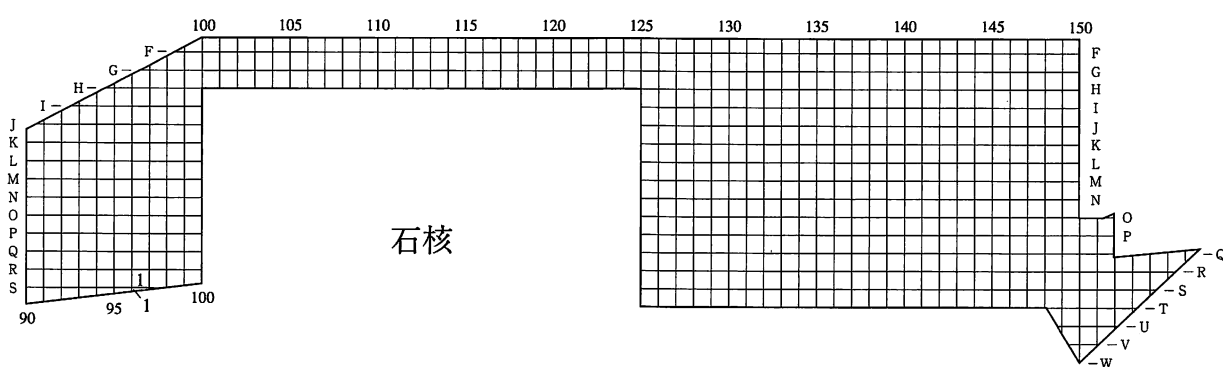 100 105 110 115 120 125 130 135 140 145 150
F F
G G
H H
I I
J J
K K
L L
M M
N N
O O
P P
Q Q
R R
S 1 S
90 95 1 100 T
U
V
W
石核